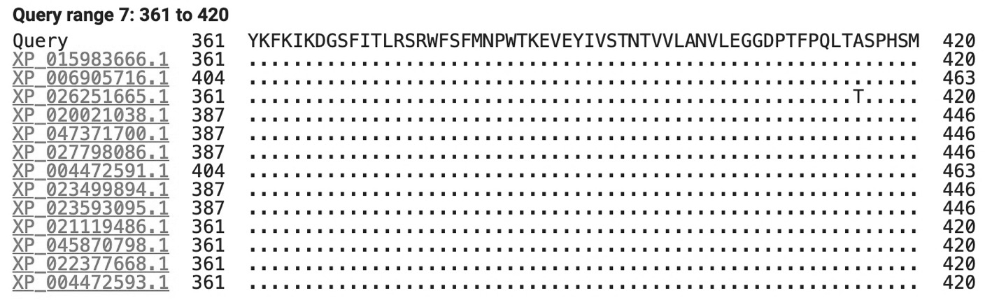 Query range 7: 361 to 420
Query 361 YKFKIKDGSFITLRSRWFSFMNPWTKEVEYIVSTNTVVLANVLEGGDPTFPQLTASPHSM 420
XP_015983666.1 361 ............................................................ 420
XP_006905716.1 404 ............................................................ 463
XP_026251665.1 361 ......................................................T..... 420
XP_020021038.1 387 ............................................................ 446
XP_047371700.1 387 ............................................................ 446
XP_027798086.1 387 ............................................................ 446
XP_004472591.1 404 ............................................................ 463
XP_023499894.1 387 ............................................................ 446
XP_023593095.1 387 ............................................................ 446
XP_021119486.1 361 ............................................................ 420
XP_045870798.1 361 ............................................................ 420
XP_022377668.1 361 ............................................................ 420
XP_004472593.1 361 ............................................................ 420